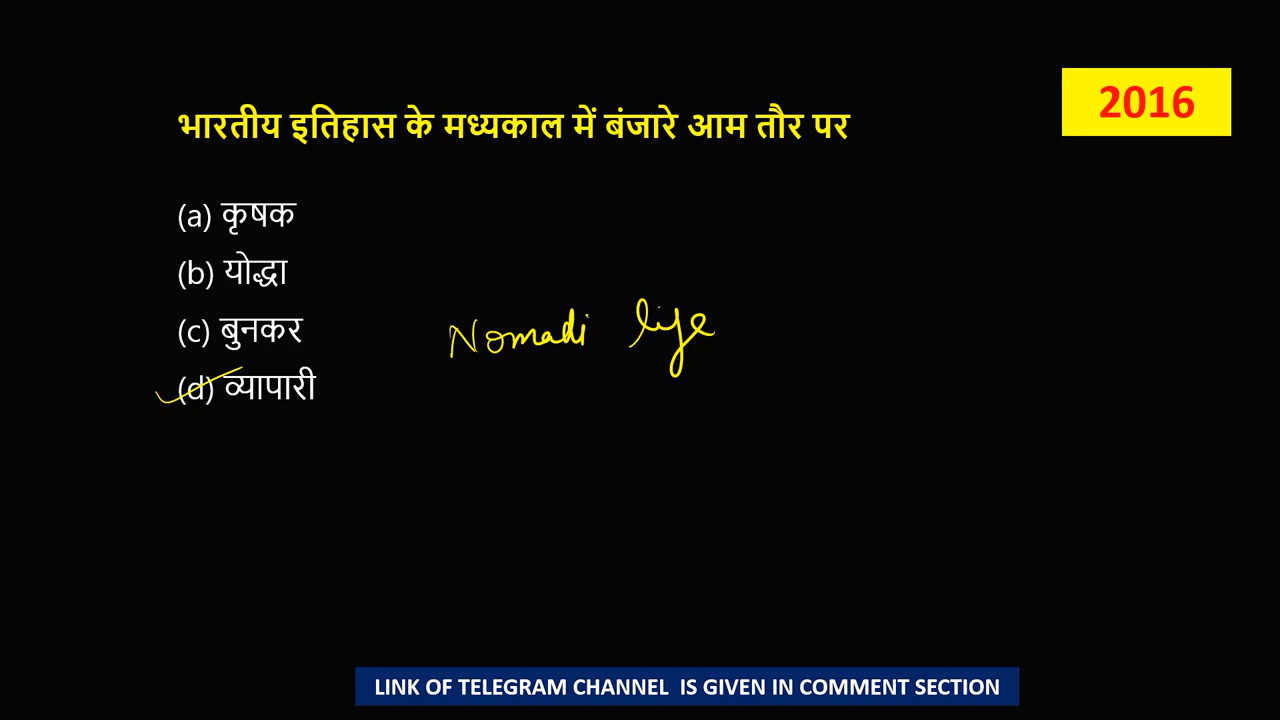 2016
भारतीय इतिहास के मध्यकाल में बंजारे आम तौर पर
(a) कृषक
(b) योद्धा
(c) बुनकर
Nomadi life
(d) व्यापारी
LINK OF TELEGRAM CHANNEL IS GIVEN IN COMMENT SECTION